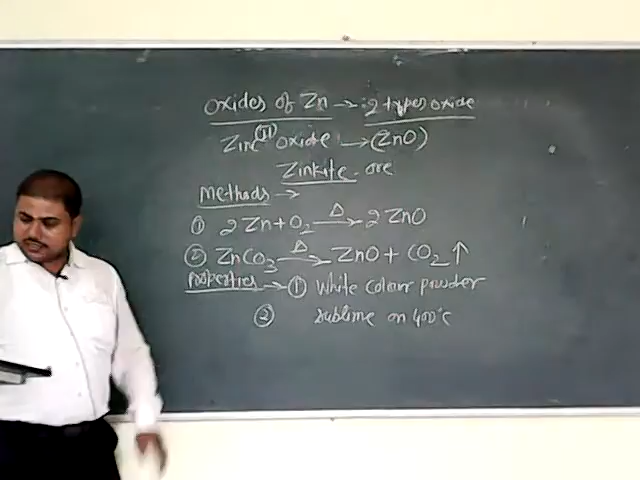 Oxides of Zn → 2 types oxide
Zinc (II) oxide → (ZnO)
Zinkite ore
Methods →
① 2Zn + O₂ —Δ→ 2ZnO
② ZnCO₃ —Δ→ ZnO + CO₂ ↑
Properties → ① White colour powder
② sublime on 400°c